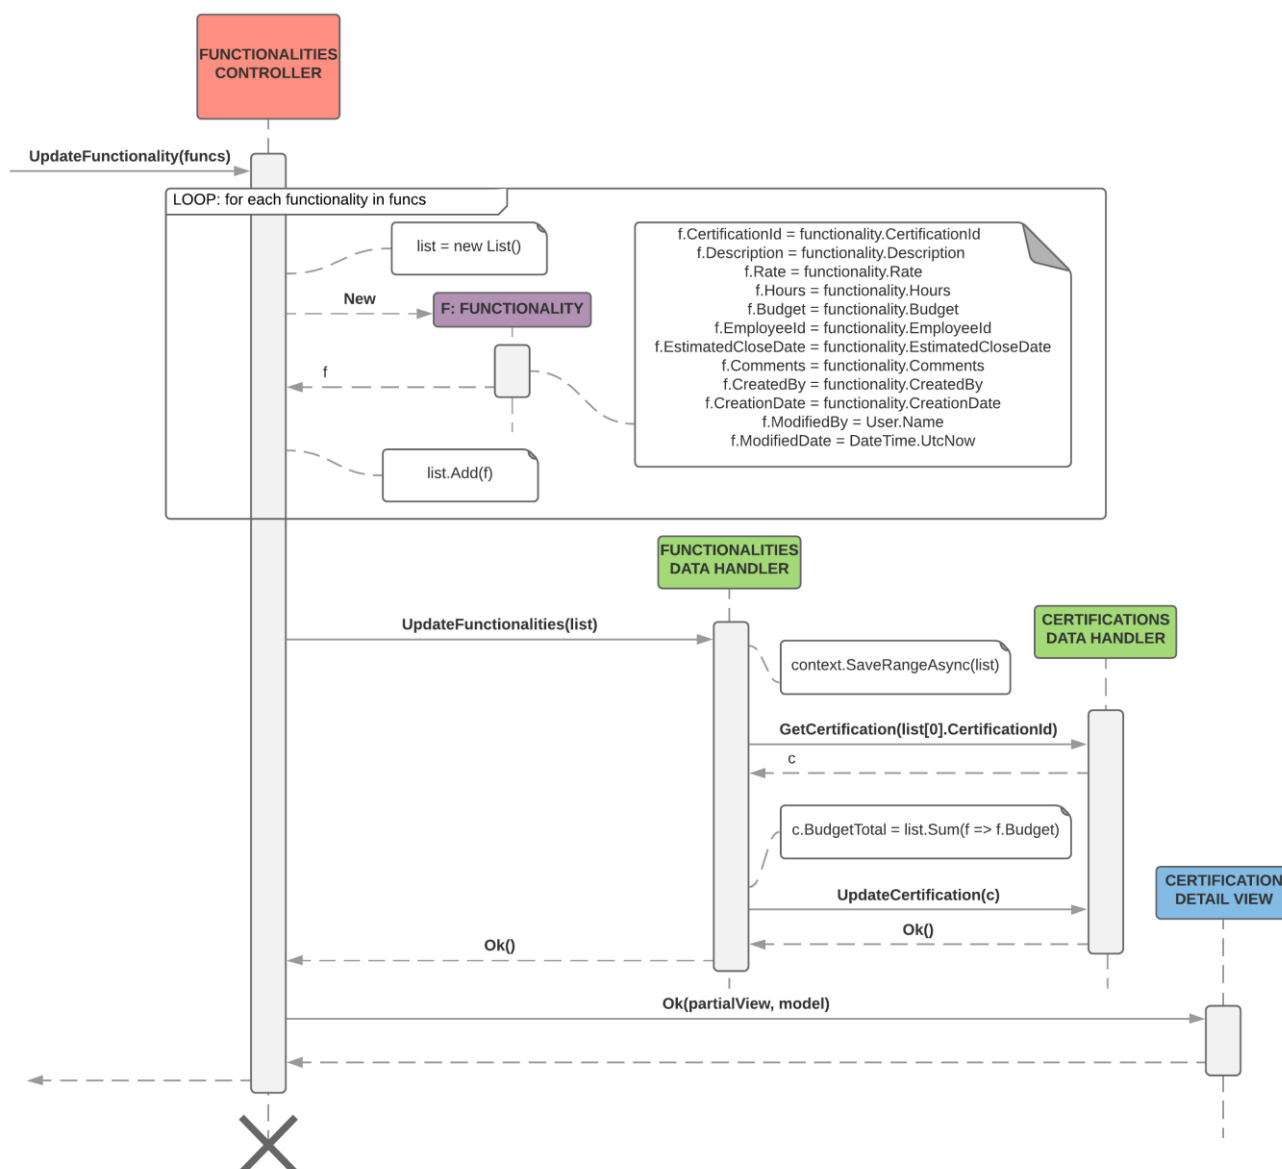 FUNCTIONALITIES
CONTROLLER
UpdateFunctionality(funcs)
LOOP: for each functionality in funcs
list = new List()
f.CertificationId = functionality.CertificationId
f.Description = functionality.Description
f.Rate = functionality.Rate
f.Hours = functionality.Hours
f.Budget = functionality.Budget
f.EmployeeId = functionality.EmployeeId
f.EstimatedCloseDate = functionality.EstimatedCloseDate
f.Comments = functionality.Comments
f.CreatedBy = functionality.CreatedBy
f.CreationDate = functionality.CreationDate
f.ModifiedBy = User.Name
f.ModifiedDate = DateTime.UtcNow
New
F: FUNCTIONALITY
f
list.Add(f)
FUNCTIONALITIES
DATA HANDLER
UpdateFunctionalities(list)
CERTIFICATIONS
DATA HANDLER
context.SaveRangeAsync(list)
GetCertification(list[0].CertificationId)
c
c.BudgetTotal = list.Sum(f => f.Budget)
CERTIFICATION
DETAIL VIEW
UpdateCertification(c)
Ok()
Ok()
Ok(partialView, model)